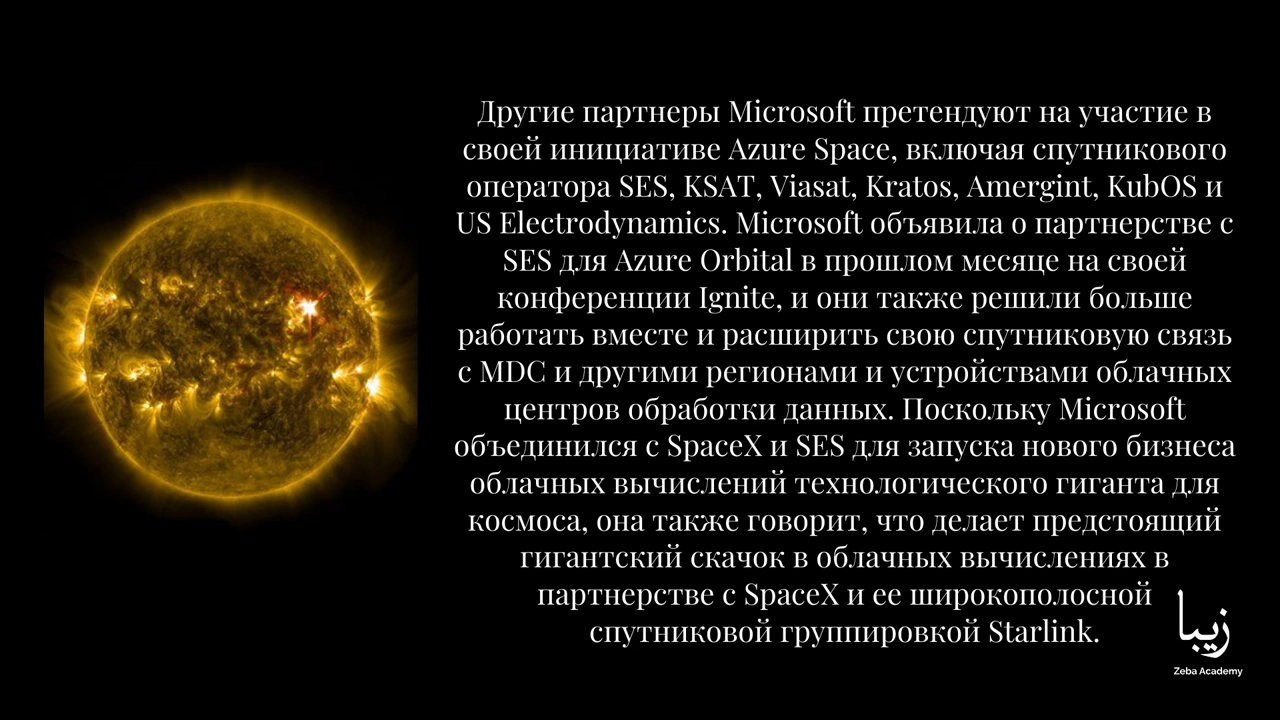 Другие партнеры Microsoft претендуют на участие в
своей инициативе Azure Space, включая спутникового
оператора SES, KSAT, Viasat, Kratos, Amergint, KubOS и
US Electrodynamics. Microsoft объявила о партнерстве с
SES для Azure Orbital в прошлом месяце на своей
конференции Ignite, и они также решили больше
работать вместе и расширить свою спутниковую связь
с MDC и другими регионами и устройствами облачных
центров обработки данных. Поскольку Microsoft
объединился с SpaceX и SES для запуска нового бизнеса
облачных вычислений технологического гиганта для
космоса, она также говорит, что делает предстоящий
гигантский скачок в облачных вычислениях в
партнерстве с SpaceX и ее широкополосной
спутниковой группировкой Starlink.
زیبا
Zeba Academy